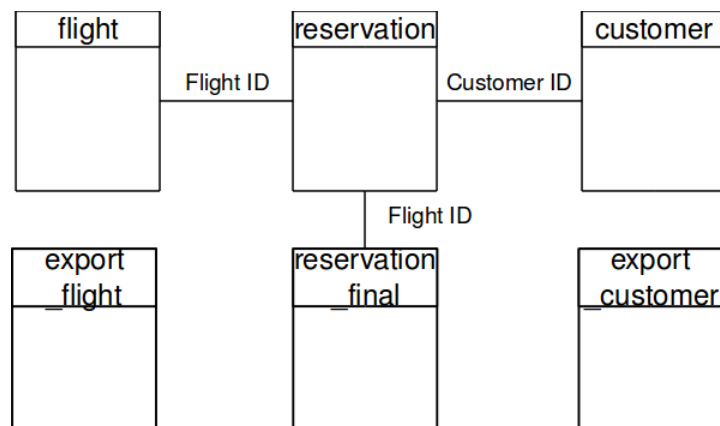 flight
reservation
customer
Flight ID
Customer ID
Flight ID
export
_flight
reservation
_final
export
_customer